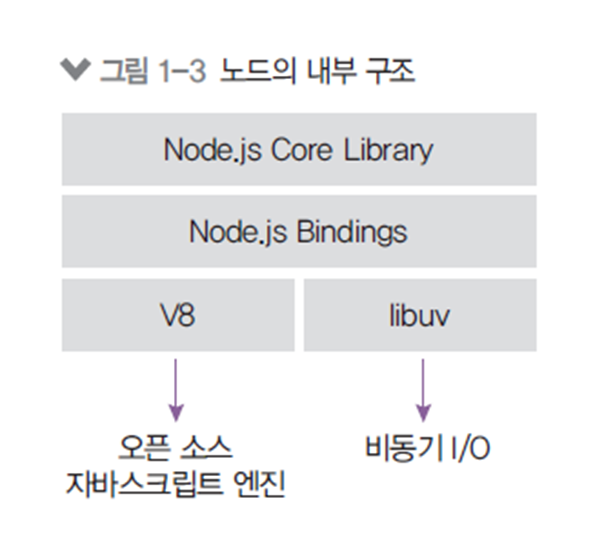 그림 1-3 노드의 내부 구조
Node.js Core Library
Node.js Bindings
V8
libuv
오픈 소스
자바스크립트 엔진
비동기 I/O